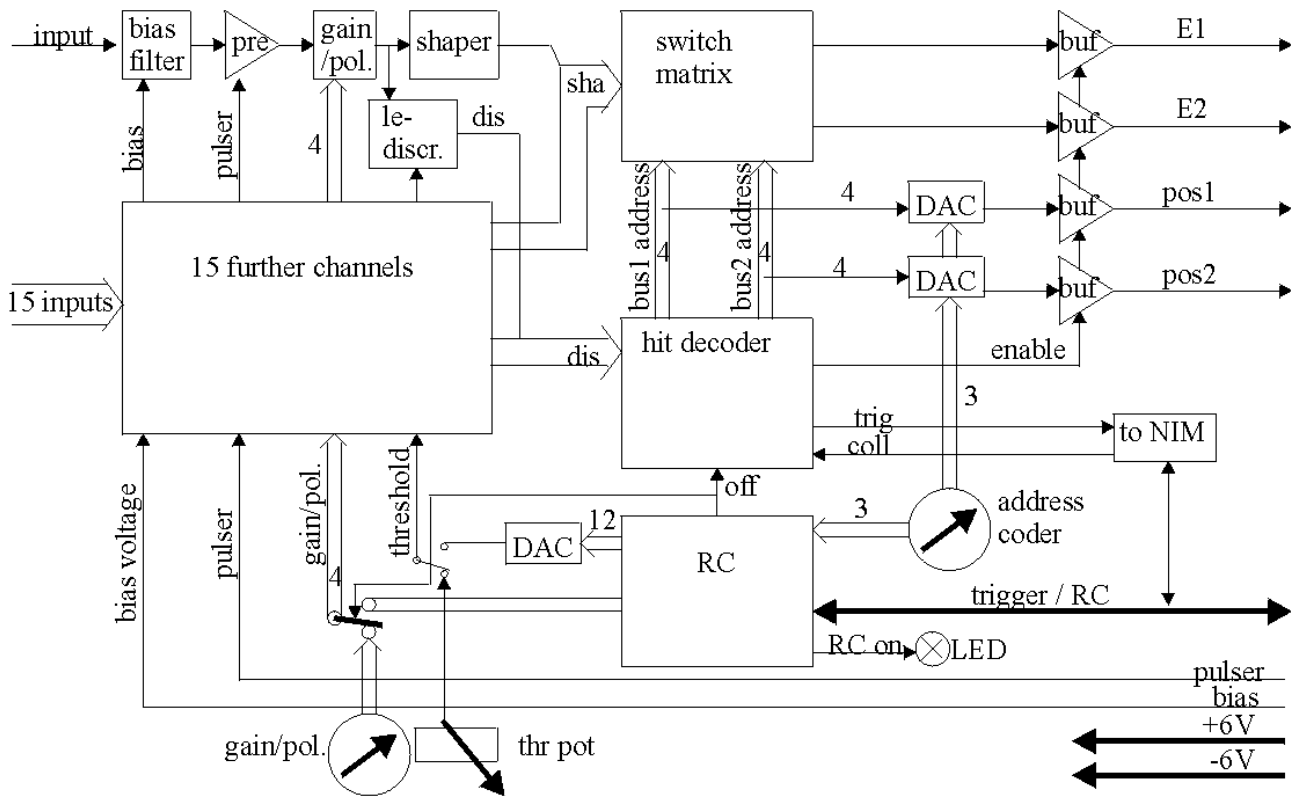 input
bias
filter
pre
gain
/pol.
shaper
sha
switch
matrix
buf
E1
le-
discr.
dis
bias
pulser
4
buf
E2
bus1 address
4
bus2 address
4
4
DAC
buf
pos1
15 further channels
4
DAC
buf
pos2
15 inputs
dis
hit decoder
enable
3
trig
coll
to NIM
bias voltage
pulser
gain/pol.
4
threshold
off
12
DAC
RC
3
address
coder
trigger / RC
RC on
LED
pulser
bias
+6V
-6V
gain/pol.
thr pot